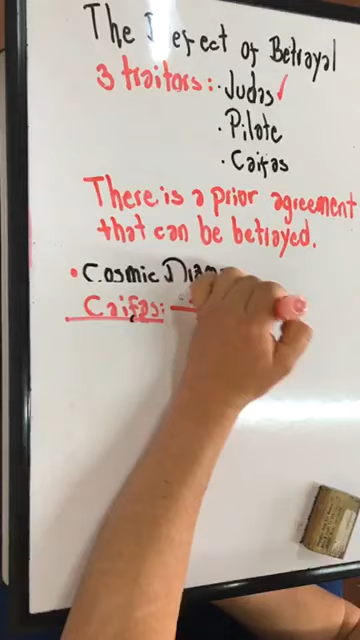 The Defect of Betrayal
3 traitors: · Judas ✓
· Pilate
· Caifas
There is a prior agreement
that can be betrayed.
• Cosmic
Caifas: